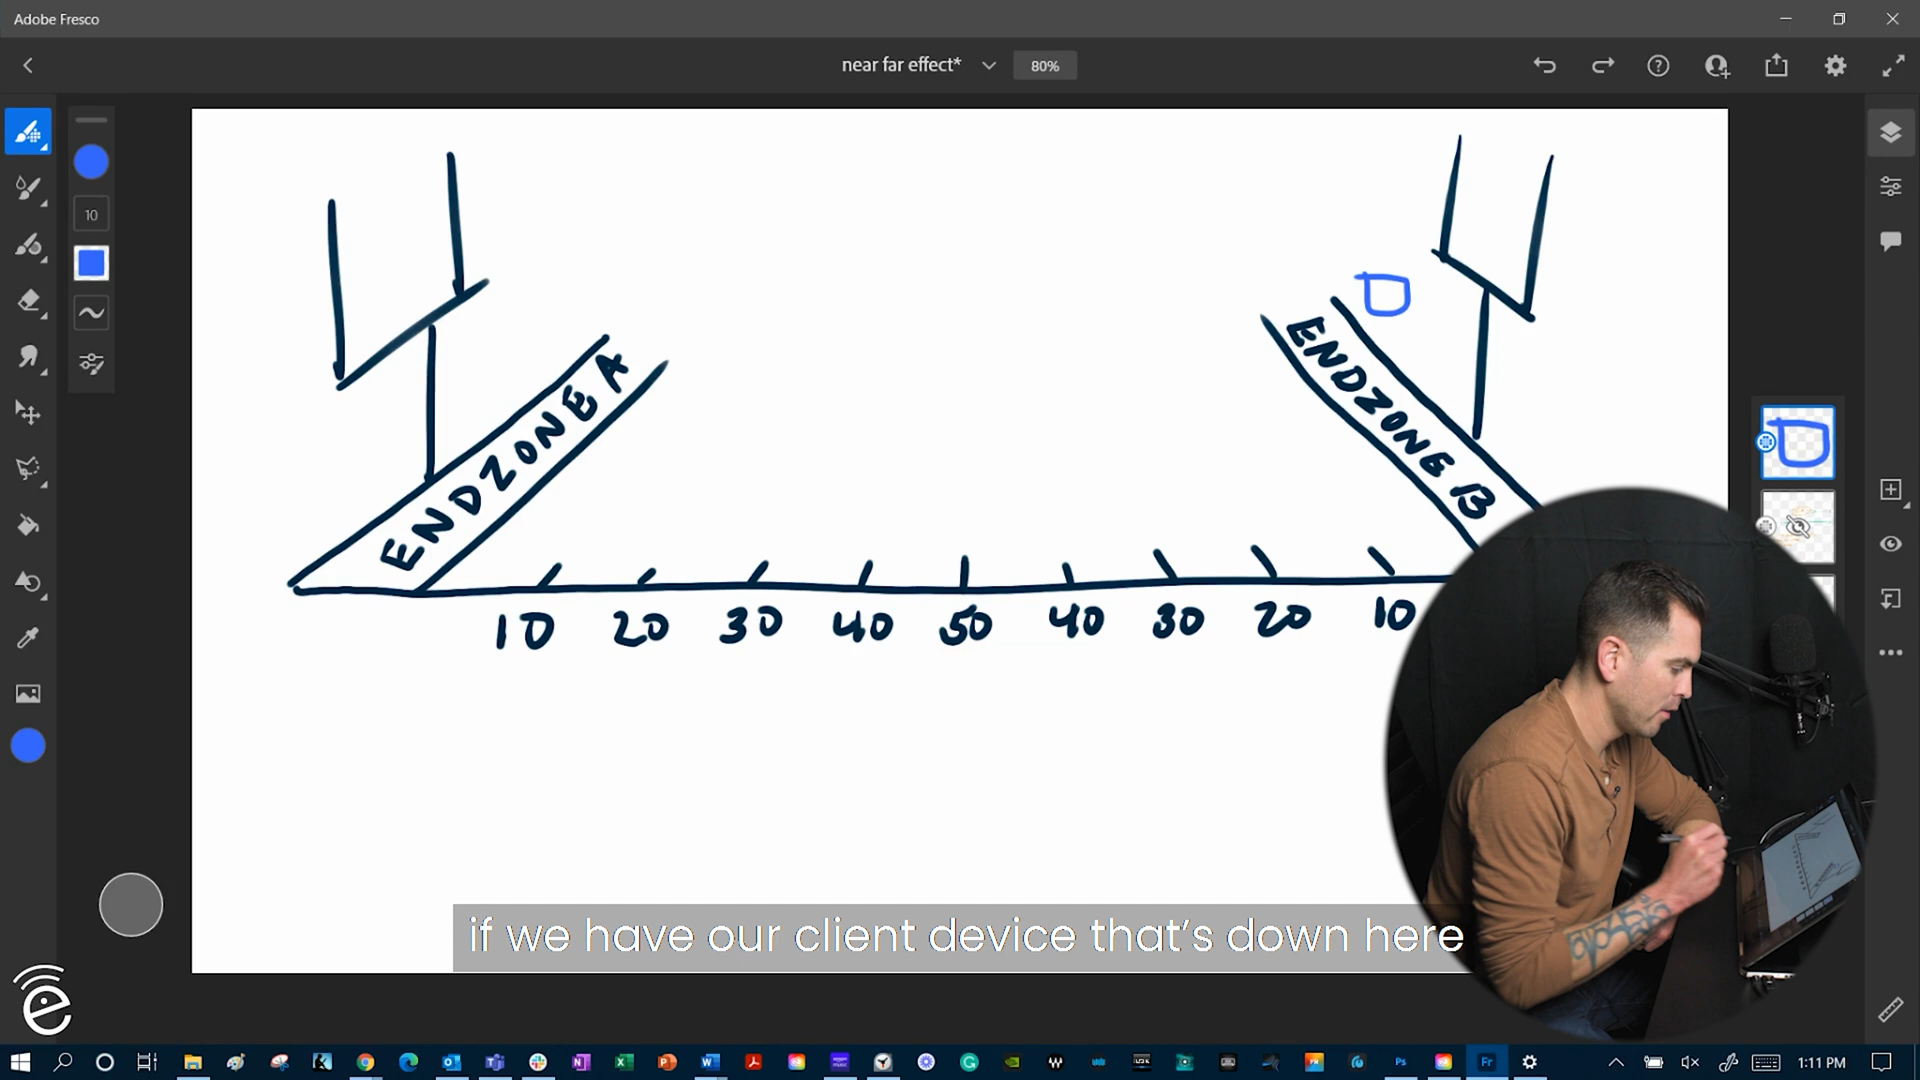 Adobe Fresco
near far effect*
80%
10
ENDZONE A
ENDZONE B
10 20 30 40 50 40 30 20 10
if we have our client device that's down here
1:11 PM